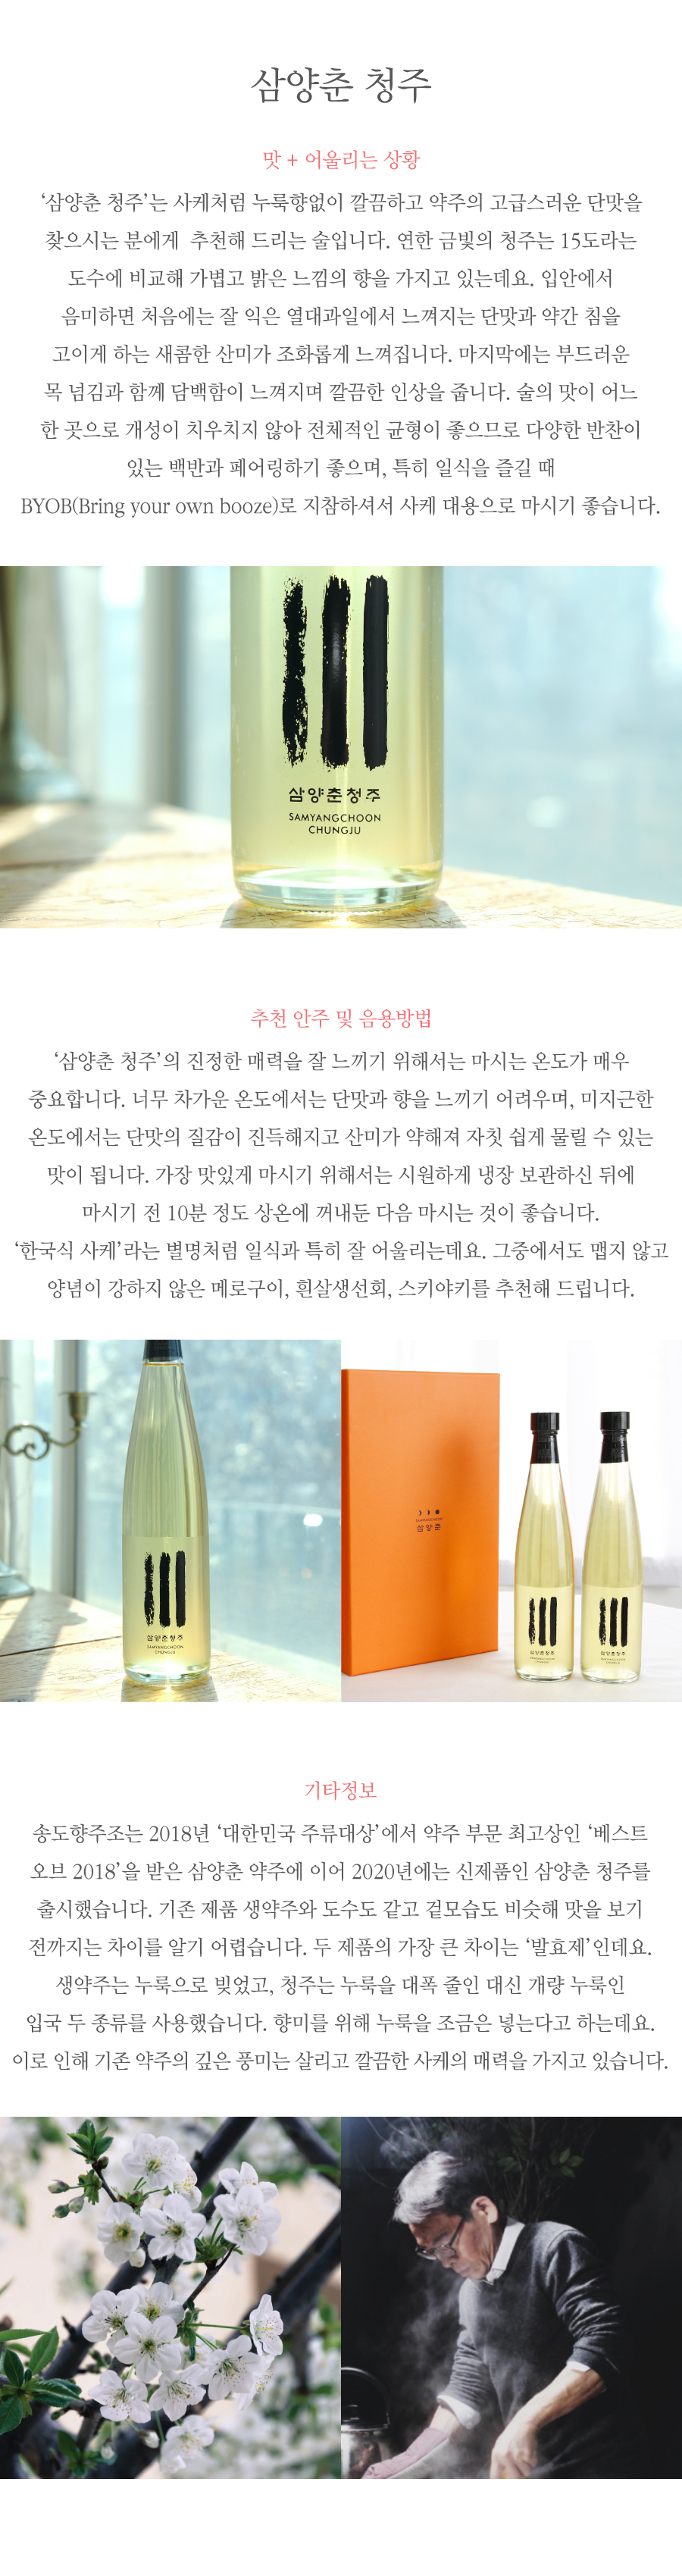 삼양춘 청주
맛 + 어울리는 상황
‘삼양춘 청주’는 사케처럼 누룩향없이 깔끔하고 약주의 고급스러운 단맛을
찾으시는 분에게  추천해 드리는 술입니다. 연한 금빛의 청주는 15도라는
도수에 비교해 가볍고 밝은 느낌의 향을 가지고 있는데요. 입안에서
음미하면 처음에는 잘 익은 열대과일에서 느껴지는 단맛과 약간 침을
고이게 하는 새콤한 산미가 조화롭게 느껴집니다. 마지막에는 부드러운
목 넘김과 함께 담백함이 느껴지며 깔끔한 인상을 줍니다. 술의 맛이 어느
한 곳으로 개성이 치우치지 않아 전체적인 균형이 좋으므로 다양한 반찬이
있는 백반과 페어링하기 좋으며, 특히 일식을 즐길 때
BYOB(Bring your own booze)로 지참하셔서 사케 대용으로 마시기 좋습니다.
삼양춘청주
SAMYANGCHOON
CHUNGJU
추천 안주 및 음용방법
‘삼양춘 청주’의 진정한 매력을 잘 느끼기 위해서는 마시는 온도가 매우
중요합니다. 너무 차가운 온도에서는 단맛과 향을 느끼기 어려우며, 미지근한
온도에서는 단맛의 질감이 진득해지고 산미가 약해져 자칫 쉽게 물릴 수 있는
맛이 됩니다. 가장 맛있게 마시기 위해서는 시원하게 냉장 보관하신 뒤에
마시기 전 10분 정도 상온에 꺼내둔 다음 마시는 것이 좋습니다.
‘한국식 사케’라는 별명처럼 일식과 특히 잘 어울리는데요. 그중에서도 맵지 않고
양념이 강하지 않은 메로구이, 흰살생선회, 스키야키를 추천해 드립니다.
삼양춘청주
SAMYANGCHOON
CHUNGJU
SAMYANGCHOON
삼양춘
삼양춘청주
SAMYANGCHOON
CHUNGJU
삼양춘청주
SAMYANGCHOON
CHUNGJU
기타정보
송도향주조는 2018년 ‘대한민국 주류대상’에서 약주 부문 최고상인 ‘베스트
오브 2018’을 받은 삼양춘 약주에 이어 2020년에는 신제품인 삼양춘 청주를
출시했습니다. 기존 제품 생약주와 도수도 같고 겉모습도 비슷해 맛을 보기
전까지는 차이를 알기 어렵습니다. 두 제품의 가장 큰 차이는 ‘발효제’인데요.
생약주는 누룩으로 빚었고, 청주는 누룩을 대폭 줄인 대신 개량 누룩인
입국 두 종류를 사용했습니다. 향미를 위해 누룩을 조금은 넣는다고 하는데요.
이로 인해 기존 약주의 깊은 풍미는 살리고 깔끔한 사케의 매력을 가지고 있습니다.